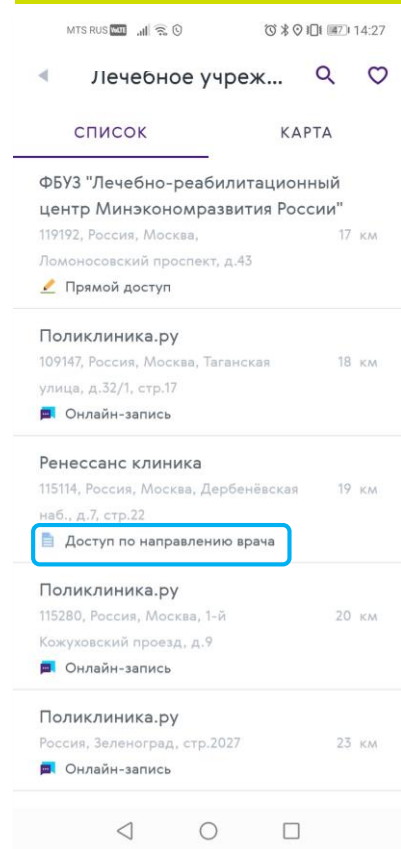 MTS RUS VoLTE 47 14:27
Лечебное учреж...
СПИСОК КАРТА
ФБУЗ "Лечебно-реабилитационный
центр Минэкономразвития России"
119192, Россия, Москва, 17 км
Ломоносовский проспект, д.43
Прямой доступ
Поликлиника.ру
109147, Россия, Москва, Таганская 18 км
улица, д.32/1, стр.17
Онлайн-запись
Ренессанс клиника
115114, Россия, Москва, Дербенёвская 19 км
наб., д.7, стр.22
Доступ по направлению врача
Поликлиника.ру
115280, Россия, Москва, 1-й 20 км
Кожуховский проезд, д.9
Онлайн-запись
Поликлиника.ру
Россия, Зеленоград, стр.2027 23 км
Онлайн-запись